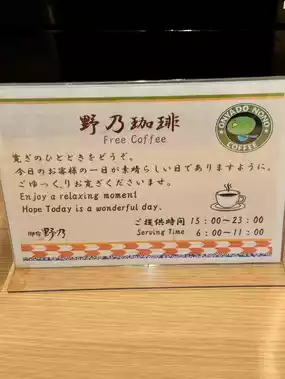 野乃珈琲
Free Coffee
ONYADO NONO
COFFEE
寛ぎのひとときをどうぞ。
今日のお客様の一日が素晴らしい日でありますように。
ごゆっくりお寛ぎくださいませ。
Enjoy a relaxing moment
Hope Today is a wonderful day.
ご提供時間 15:00～23:00
Serving Time 6:00～11:00
御宿 野乃